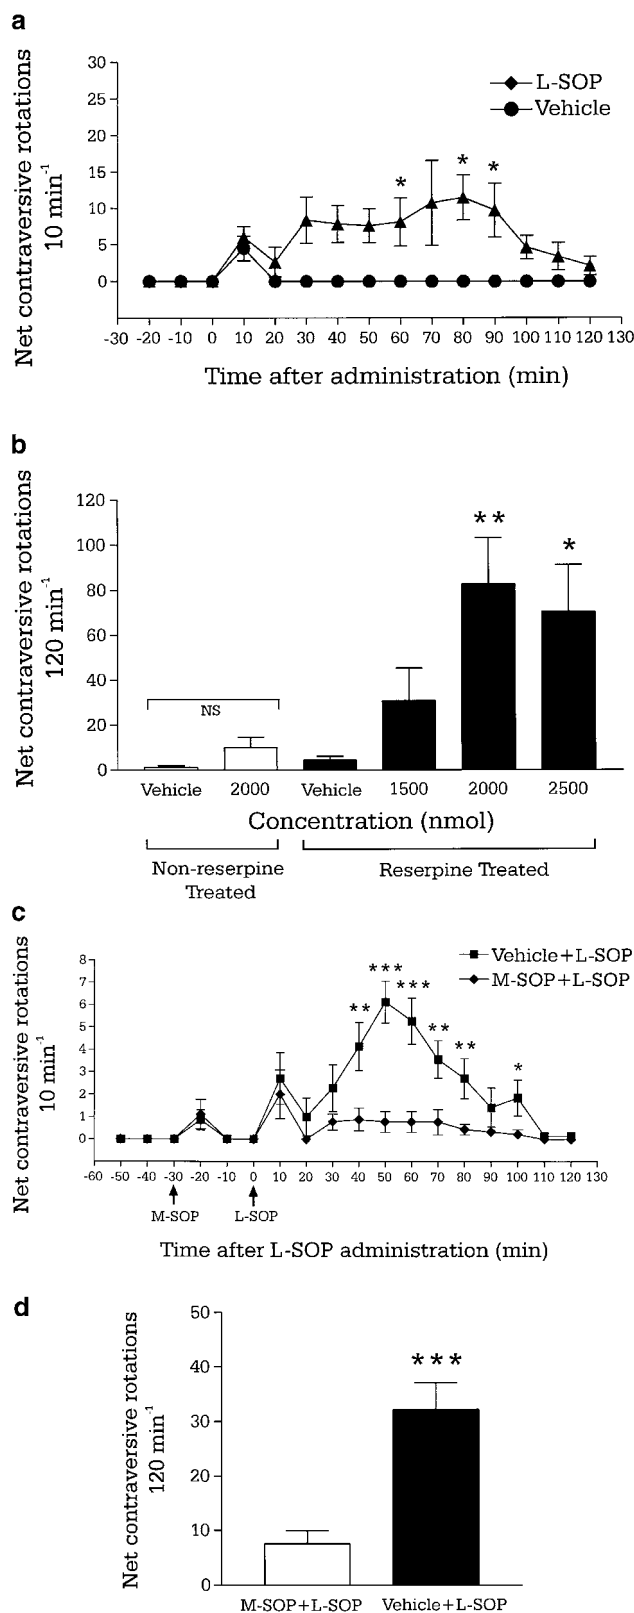 a
Net contraversive rotations
10 min⁻¹
30
25
20
15
10
5
0
L-SOP
Vehicle
* * *
-30 -20 -10 0 10 20 30 40 50 60 70 80 90 100 110 120 130
Time after administration (min)
b
Net contraversive rotations
120 min⁻¹
120
100
80
60
40
20
0
NS
**
*
Vehicle 2000 Vehicle 1500 2000 2500
Concentration (nmol)
Non-reserpine
Treated
Reserpine Treated
c
Net contraversive rotations
10 min⁻¹
8
7
6
5
4
3
2
1
0
Vehicle+L-SOP
M-SOP+L-SOP
** *** *** ** ** *
-60 -50 -40 -30 -20 -10 0 10 20 30 40 50 60 70 80 90 100 110 120 130
M-SOP L-SOP
Time after L-SOP administration (min)
d
Net contraversive rotations
120 min⁻¹
50
40
30
20
10
0
***
M-SOP+L-SOP Vehicle+L-SOP